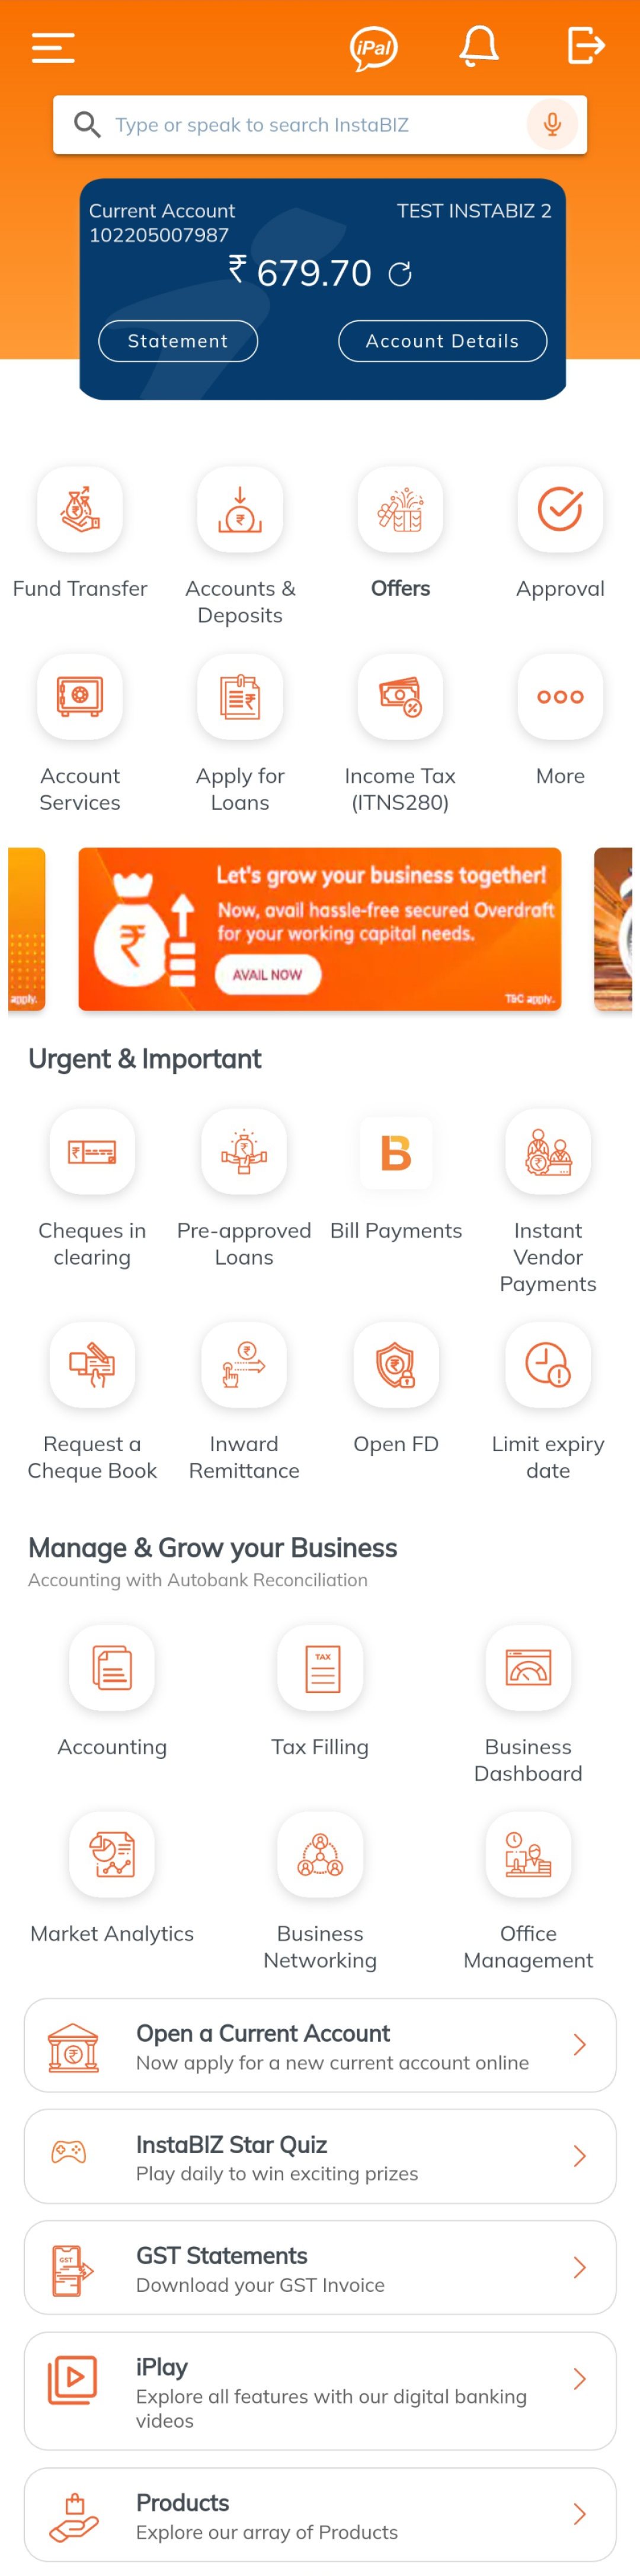 iPal
Type or speak to search InstaBIZ
Current Account TEST INSTABIZ 2
102205007987
₹ 679.70
Statement Account Details
Fund Transfer Accounts & Offers Approval
Deposits
Account Apply for Income Tax More
Services Loans (ITNS280)
Let's grow your business together!
Now, avail hassle-free secured Overdraft
for your working capital needs.
AVAIL NOW
apply. T&C apply.
Urgent & Important
Cheques in Pre-approved Bill Payments Instant
clearing Loans Vendor
Payments
Request a Inward Open FD Limit expiry
Cheque Book Remittance date
Manage & Grow your Business
Accounting with Autobank Reconciliation
TAX
Accounting Tax Filling Business
Dashboard
Market Analytics Business Office
Networking Management
Open a Current Account
Now apply for a new current account online
InstaBIZ Star Quiz
Play daily to win exciting prizes
GST
GST Statements
Download your GST Invoice
iPlay
Explore all features with our digital banking
videos
Products
Explore our array of Products